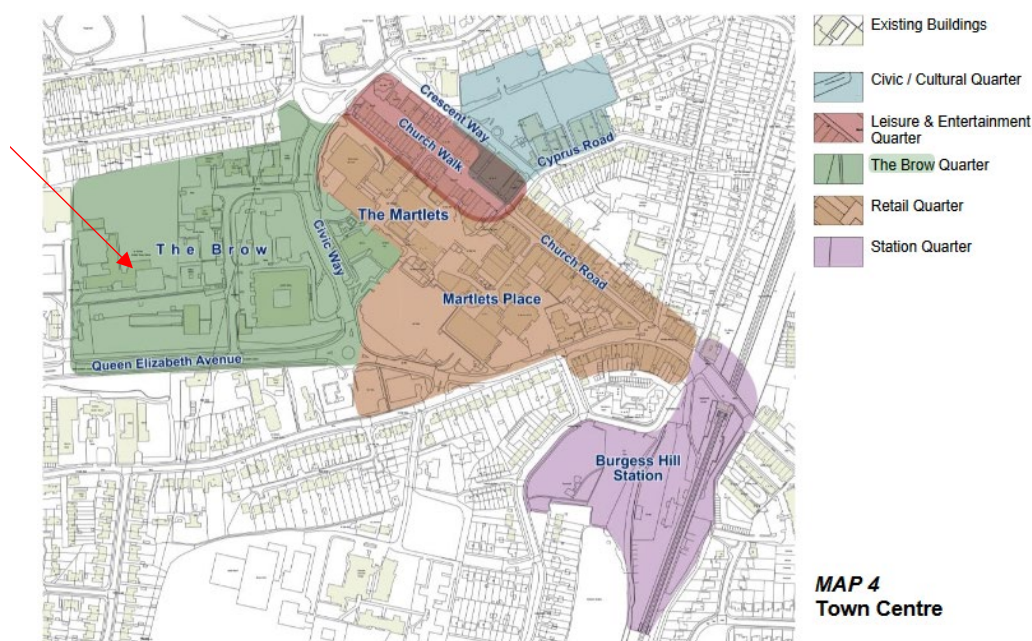 Crescent Way
Church Walk
Cyprus Road
The Martlets
The Brow
Civic Way
Church Road
Martlets Place
Queen Elizabeth Avenue
Burgess Hill
Station
Existing Buildings
Civic / Cultural Quarter
Leisure & Entertainment
Quarter
The Brow Quarter
Retail Quarter
Station Quarter
MAP 4
Town Centre